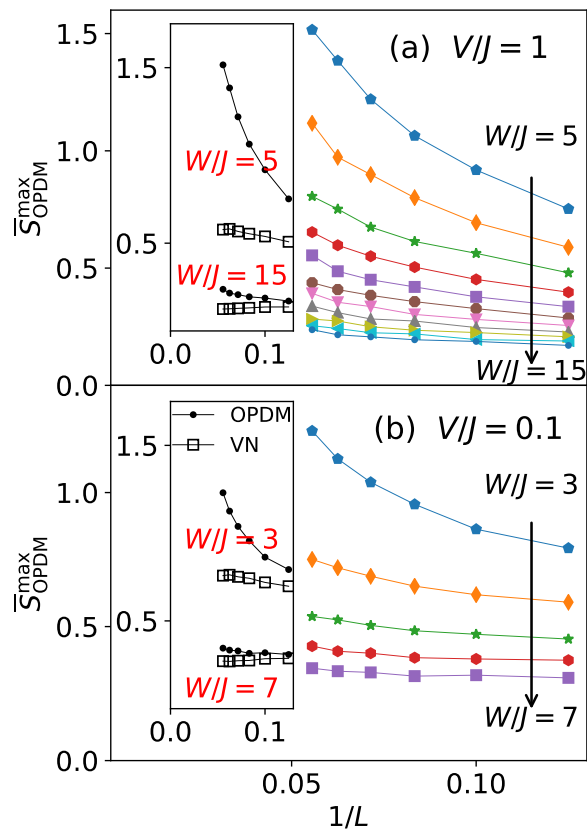 (a) V/J = 1
1.5
1.0
0.5
0.0
S̅ᵐᵃˣ_OPDM
W/J = 5
W/J = 15
1.5
0.5
W/J = 5
W/J = 15
0.0
0.1
(b) V/J = 0.1
1.0
0.5
0.0
S̅ᵐᵃˣ_OPDM
W/J = 3
W/J = 7
OPDM
VN
1.5
0.5
W/J = 3
W/J = 7
0.0
0.1
0.05
0.10
1/L